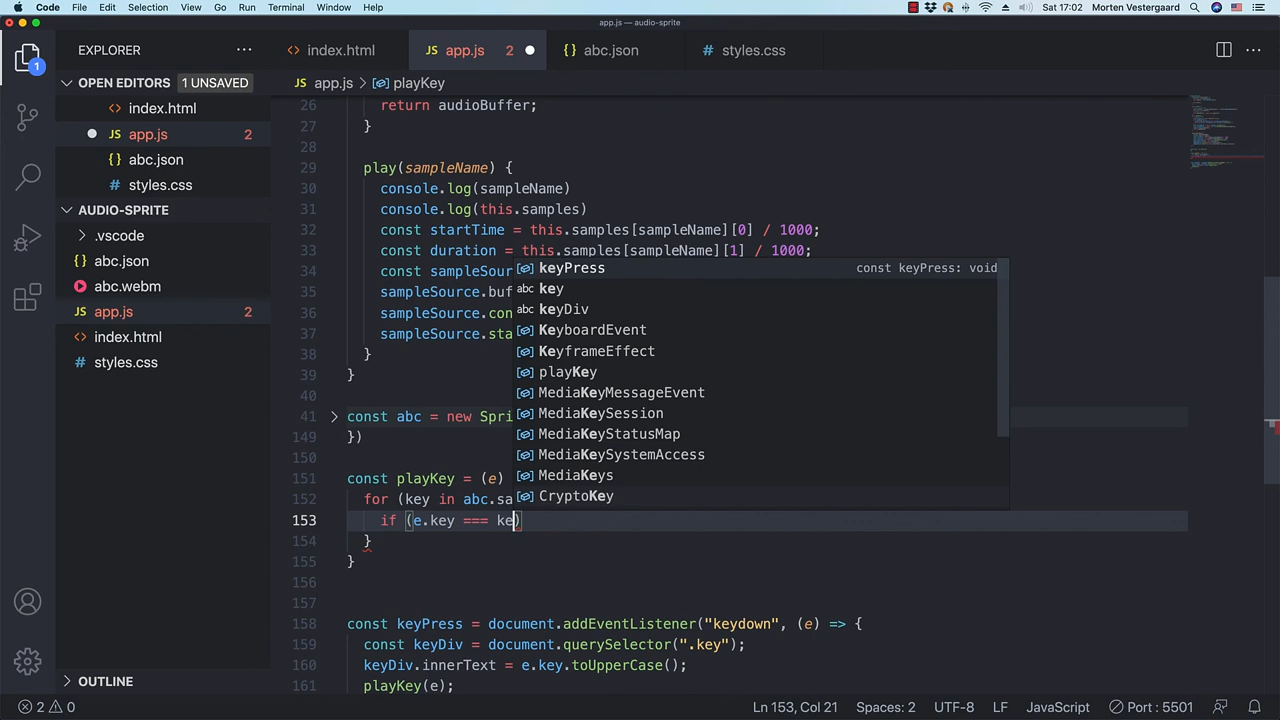 Code File Edit Selection View Go Run Terminal Window Help Sat 17:02 Morten Vestergaard
app.js — audio-sprite
EXPLORER ··· index.html JS app.js 2 {} abc.json # styles.css ···
OPEN EDITORS 1 UNSAVED JS app.js > playKey
index.html
JS app.js 2
{} abc.json
# styles.css
AUDIO-SPRITE
.vscode
{} abc.json
abc.webm
JS app.js 2
index.html
# styles.css
OUTLINE
1
26 return audioBuffer;
27 }
28
29 play(sampleName) {
30 console.log(sampleName)
31 console.log(this.samples)
32 const startTime = this.samples[sampleName][0] / 1000;
33 const duration = this.samples[sampleName][1] / 1000;
34 const sampleSour
35 sampleSource.buf
36 sampleSource.con
37 sampleSource.sta
38 }
39 }
40
41 const abc = new Spri
149 })
150
151 const playKey = (e)
152 for (key in abc.sa
153 if (e.key === ke)
154 }
155 }
156
157
158 const keyPress = document.addEventListener("keydown", (e) => {
159 const keyDiv = document.querySelector(".key");
160 keyDiv.innerText = e.key.toUpperCase();
161 playKey(e);
keyPress const keyPress: void
abc key
abc keyDiv
KeyboardEvent
KeyframeEffect
playKey
MediaKeyMessageEvent
MediaKeySession
MediaKeyStatusMap
MediaKeySystemAccess
MediaKeys
CryptoKey
2 0 Ln 153, Col 21 Spaces: 2 UTF-8 LF JavaScript Port : 5501